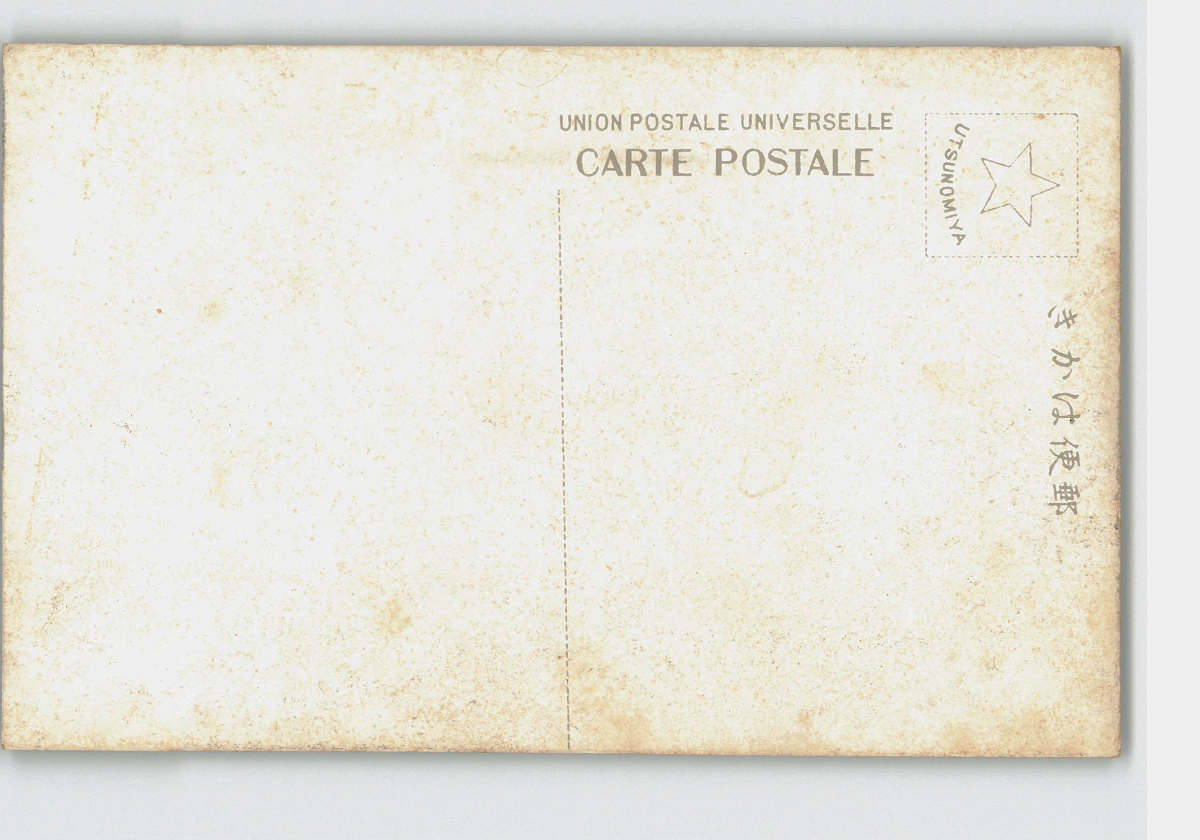 UNION POSTALE UNIVERSELLE
CARTE POSTALE
UTSUNOMIYA
きかは便郵